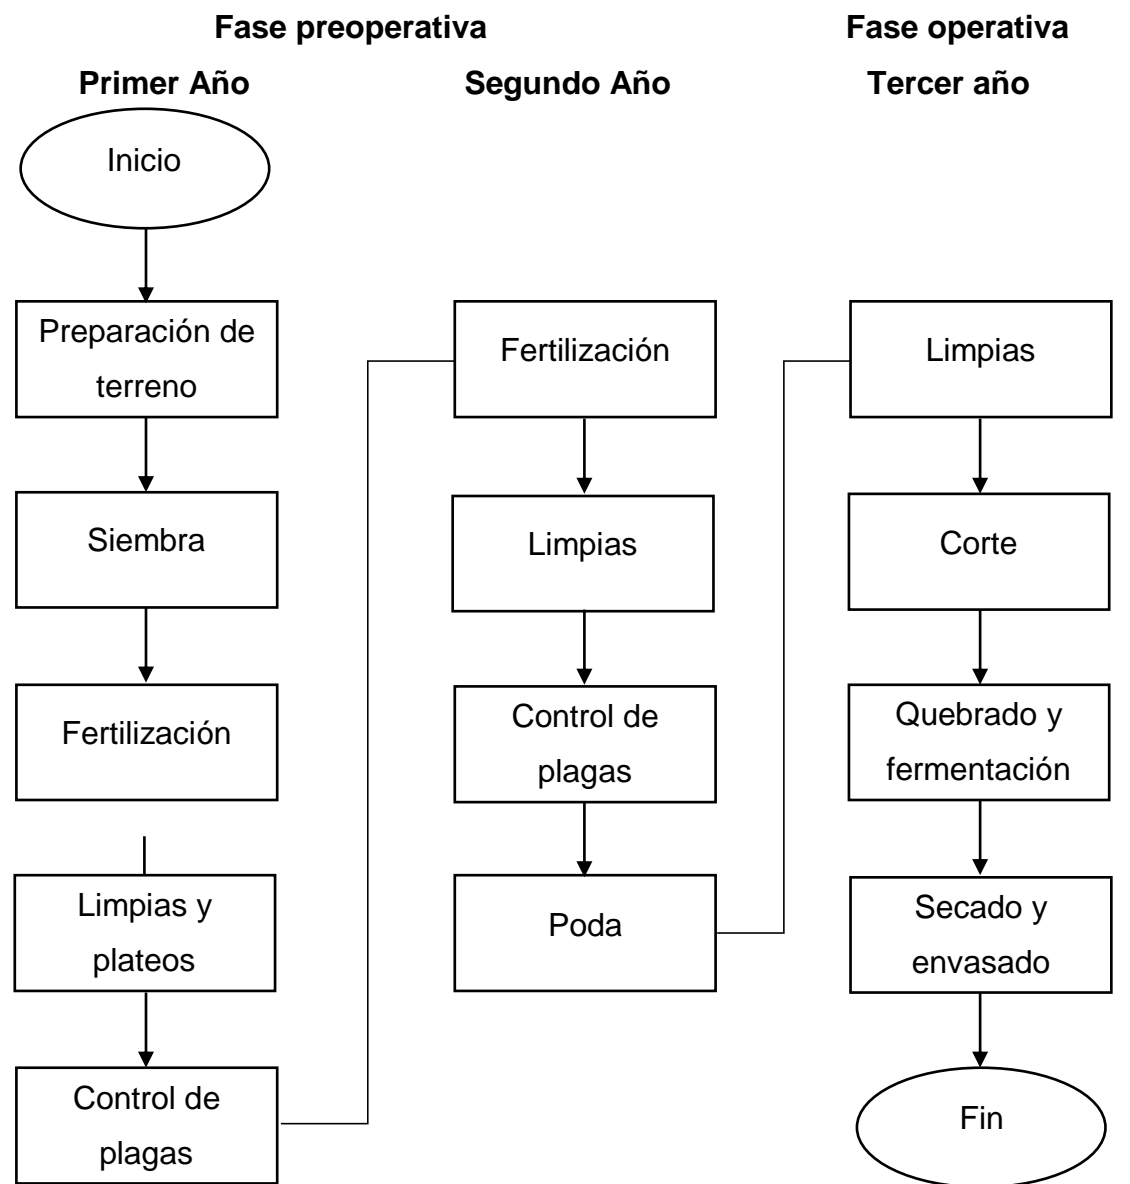 Fase preoperativa
Fase operativa
Primer Año
Segundo Año
Tercer año
Inicio
Preparación de
terreno
Siembra
Fertilización
Limpias y
plateos
Control de
plagas
Fertilización
Limpias
Control de
plagas
Poda
Limpias
Corte
Quebrado y
fermentación
Secado y
envasado
Fin